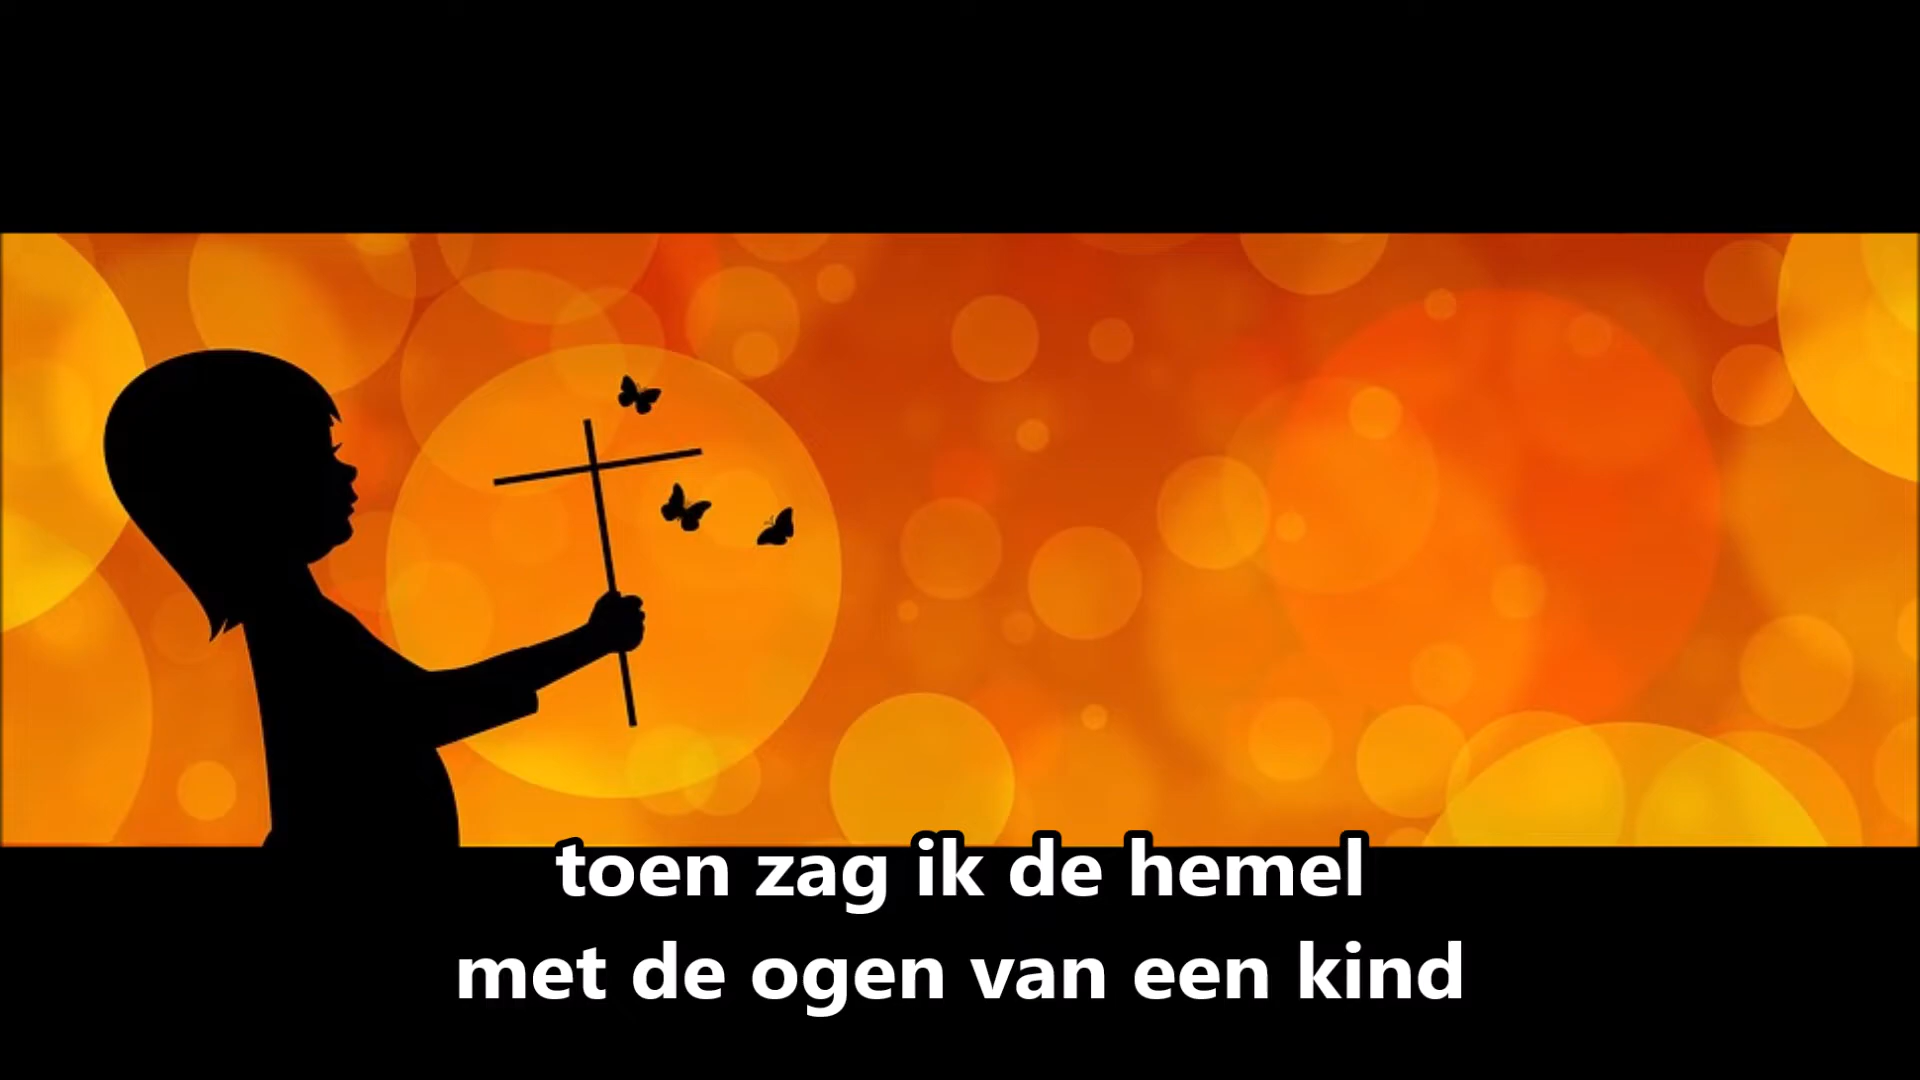 toen zag ik de hemel
met de ogen van een kind